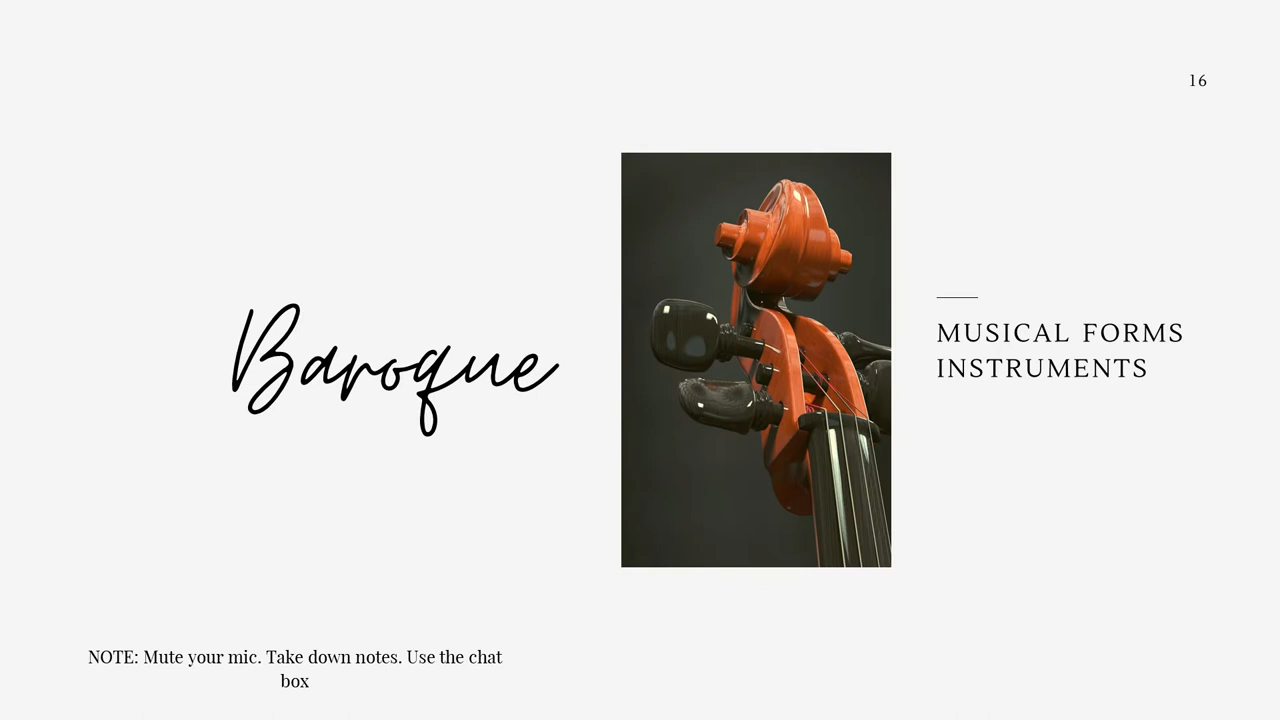 16
Baroque
MUSICAL FORMS
INSTRUMENTS
NOTE: Mute your mic. Take down notes. Use the chat
box